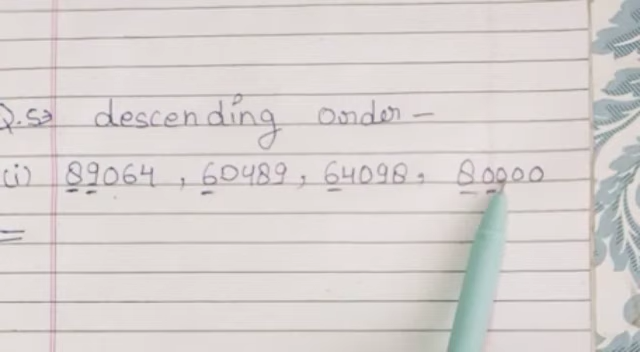 Q.5⇒ descending order –
(i) 89064, 60489, 64098, 80900
=